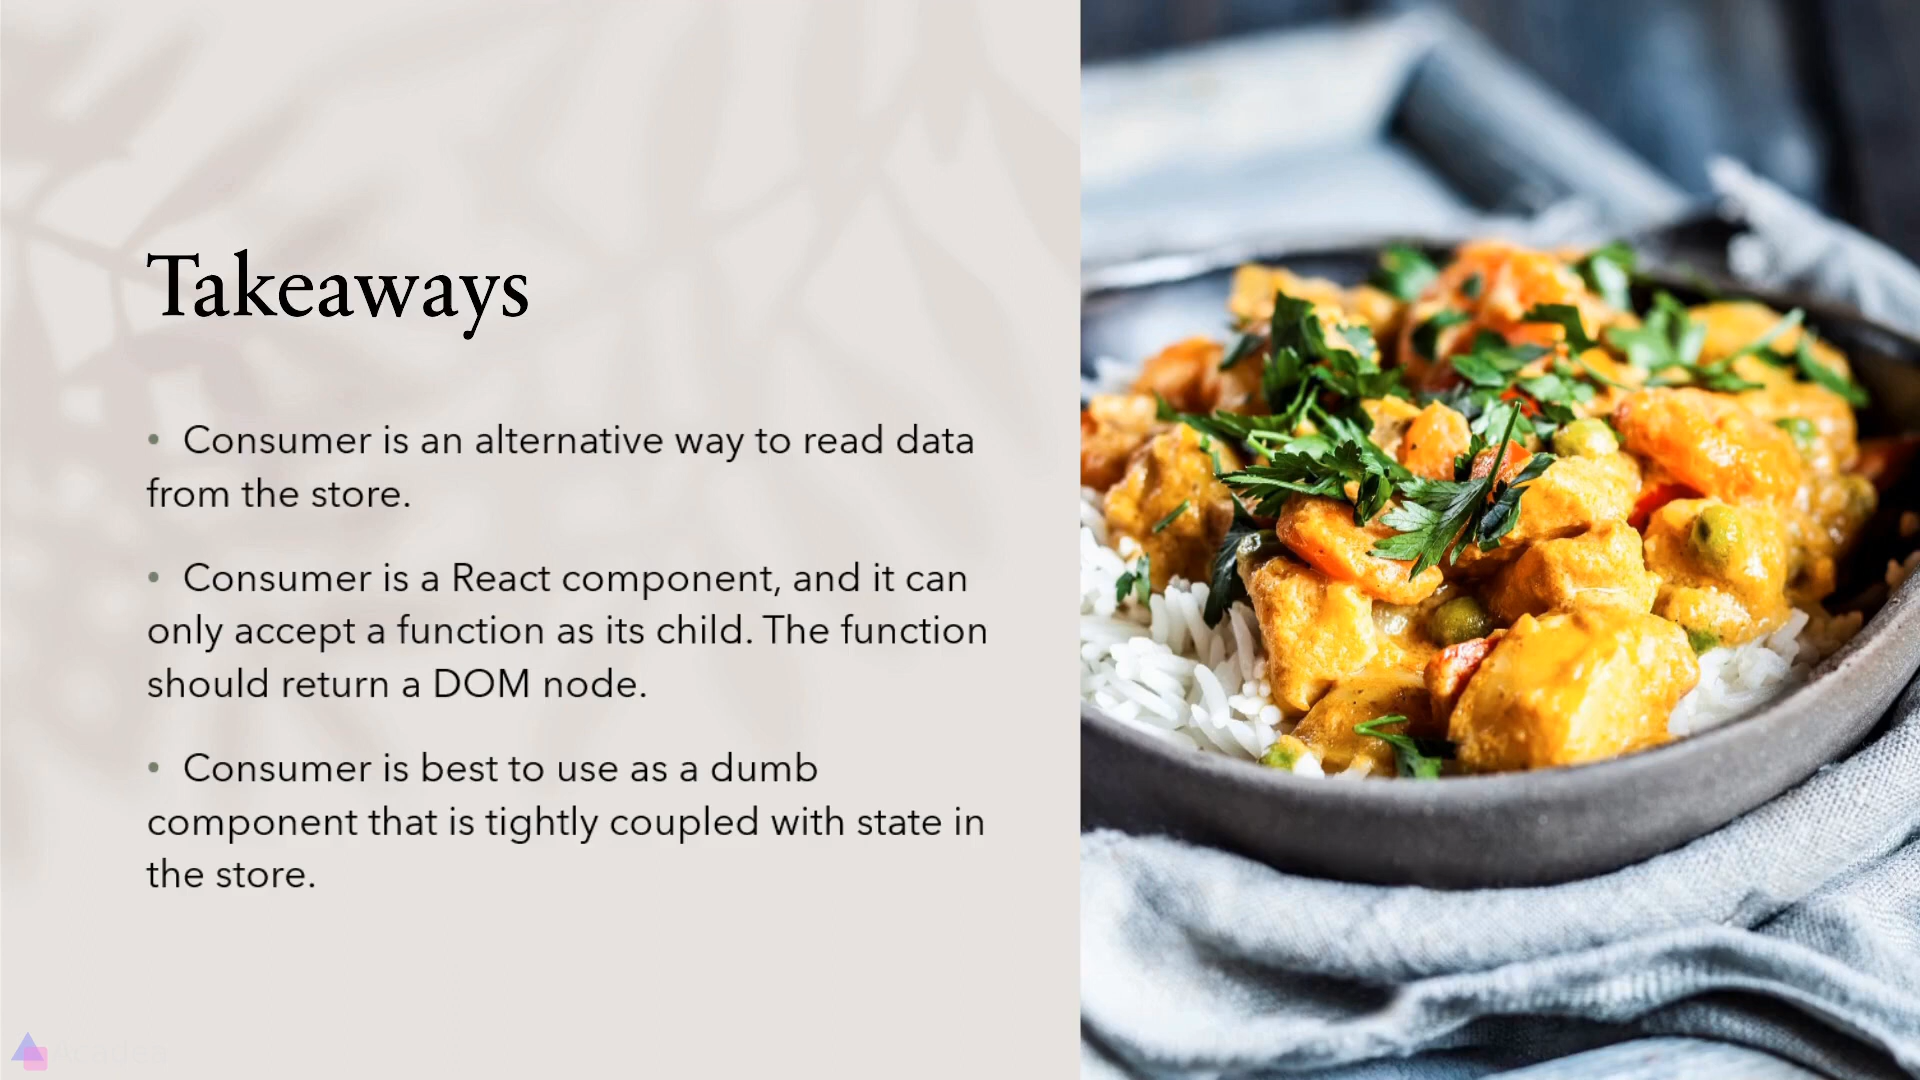 Takeaways
• Consumer is an alternative way to read data
from the store.
• Consumer is a React component, and it can
only accept a function as its child. The function
should return a DOM node.
• Consumer is best to use as a dumb
component that is tightly coupled with state in
the store.